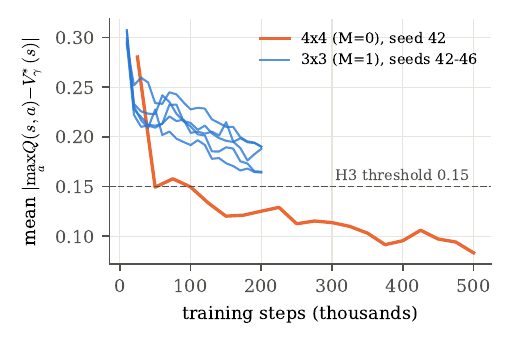 4x4 (M=0), seed 42
3x3 (M=1), seeds 42-46
H3 threshold 0.15
mean |max_a Q(s, a) − V*_γ (s)|
0.30
0.25
0.20
0.15
0.10
0 100 200 300 400 500
training steps (thousands)